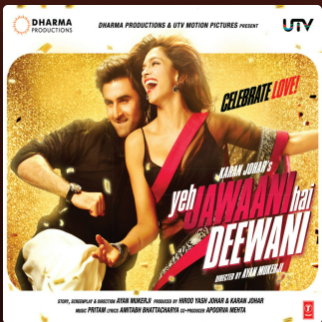 DHARMA
PRODUCTIONS
DHARMA PRODUCTIONS & UTV MOTION PICTURES PRESENT
UTV
CELEBRATE LOVE!
KARAN JOHAR'S
yeh JAWAANI hai
DEEWANI
DIRECTED BY AYAN MUKERJI
STORY, SCREENPLAY & DIRECTION AYAN MUKERJI PRODUCED BY HIROO YASH JOHAR & KARAN JOHAR
MUSIC PRITAM LYRICS AMITABH BHATTACHARYA CO-PRODUCER APOORVA MEHTA